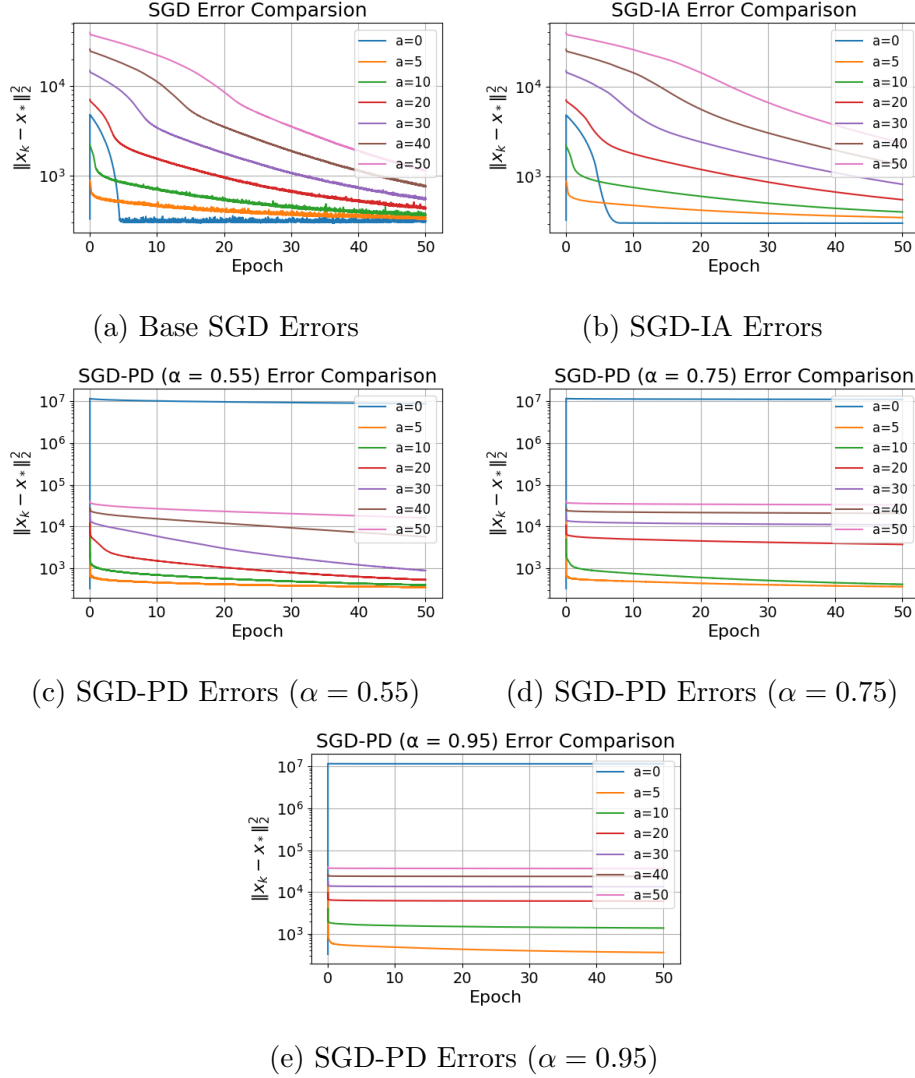 SGD Error Comparsion
‖x_k − x_*‖₂²
10⁴
10³
0 10 20 30 40 50
Epoch
a=0
a=5
a=10
a=20
a=30
a=40
a=50
(a) Base SGD Errors
SGD-IA Error Comparison
‖x_k − x_*‖₂²
10⁴
10³
0 10 20 30 40 50
Epoch
a=0
a=5
a=10
a=20
a=30
a=40
a=50
(b) SGD-IA Errors
SGD-PD (α = 0.55) Error Comparison
‖x_k − x_*‖₂²
10⁷
10⁶
10⁵
10⁴
10³
0 10 20 30 40 50
Epoch
a=0
a=5
a=10
a=20
a=30
a=40
a=50
(c) SGD-PD Errors (α = 0.55)
SGD-PD (α = 0.75) Error Comparison
‖x_k − x_*‖₂²
10⁷
10⁶
10⁵
10⁴
10³
0 10 20 30 40 50
Epoch
a=0
a=5
a=10
a=20
a=30
a=40
a=50
(d) SGD-PD Errors (α = 0.75)
SGD-PD (α = 0.95) Error Comparison
‖x_k − x_*‖₂²
10⁷
10⁶
10⁵
10⁴
10³
0 10 20 30 40 50
Epoch
a=0
a=5
a=10
a=20
a=30
a=40
a=50
(e) SGD-PD Errors (α = 0.95)